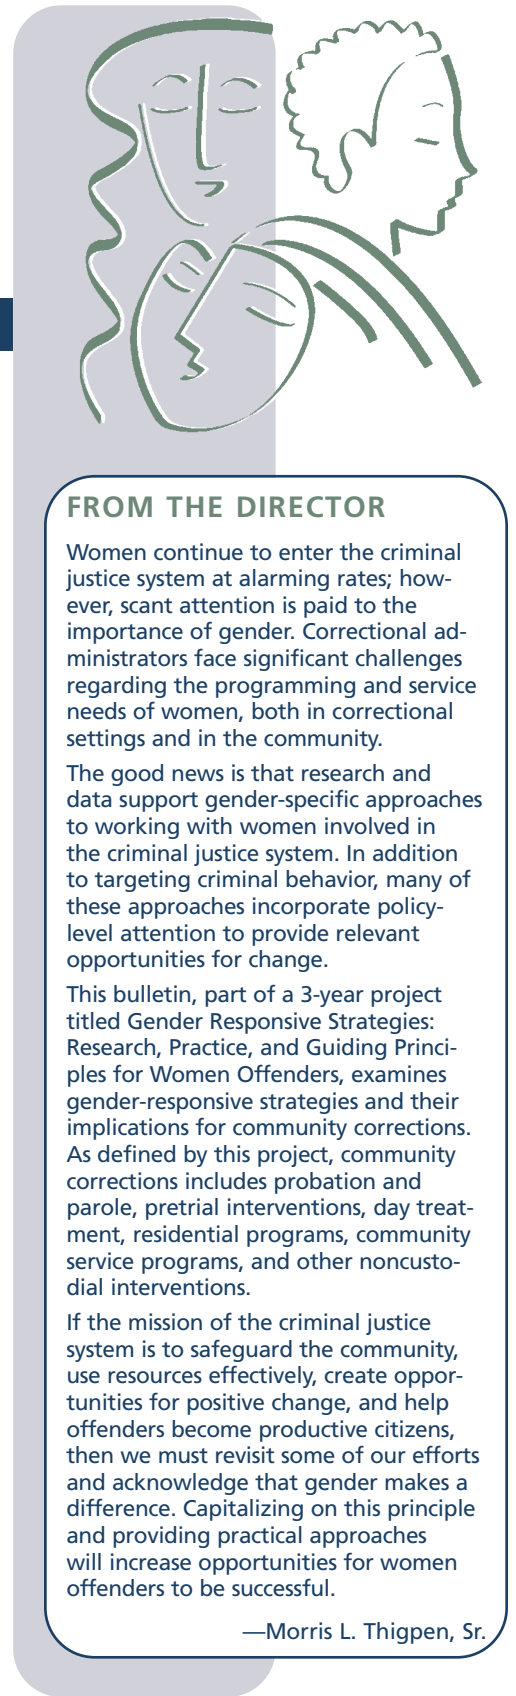 FROM THE DIRECTOR
Women continue to enter the criminal
justice system at alarming rates; how-
ever, scant attention is paid to the
importance of gender. Correctional ad-
ministrators face significant challenges
regarding the programming and service
needs of women, both in correctional
settings and in the community.
The good news is that research and
data support gender-specific approaches
to working with women involved in
the criminal justice system. In addition
to targeting criminal behavior, many of
these approaches incorporate policy-
level attention to provide relevant
opportunities for change.
This bulletin, part of a 3-year project
titled Gender Responsive Strategies:
Research, Practice, and Guiding Princi-
ples for Women Offenders, examines
gender-responsive strategies and their
implications for community corrections.
As defined by this project, community
corrections includes probation and
parole, pretrial interventions, day treat-
ment, residential programs, community
service programs, and other noncusto-
dial interventions.
If the mission of the criminal justice
system is to safeguard the community,
use resources effectively, create oppor-
tunities for positive change, and help
offenders become productive citizens,
then we must revisit some of our efforts
and acknowledge that gender makes a
difference. Capitalizing on this principle
and providing practical approaches
will increase opportunities for women
offenders to be successful.
—Morris L. Thigpen, Sr.